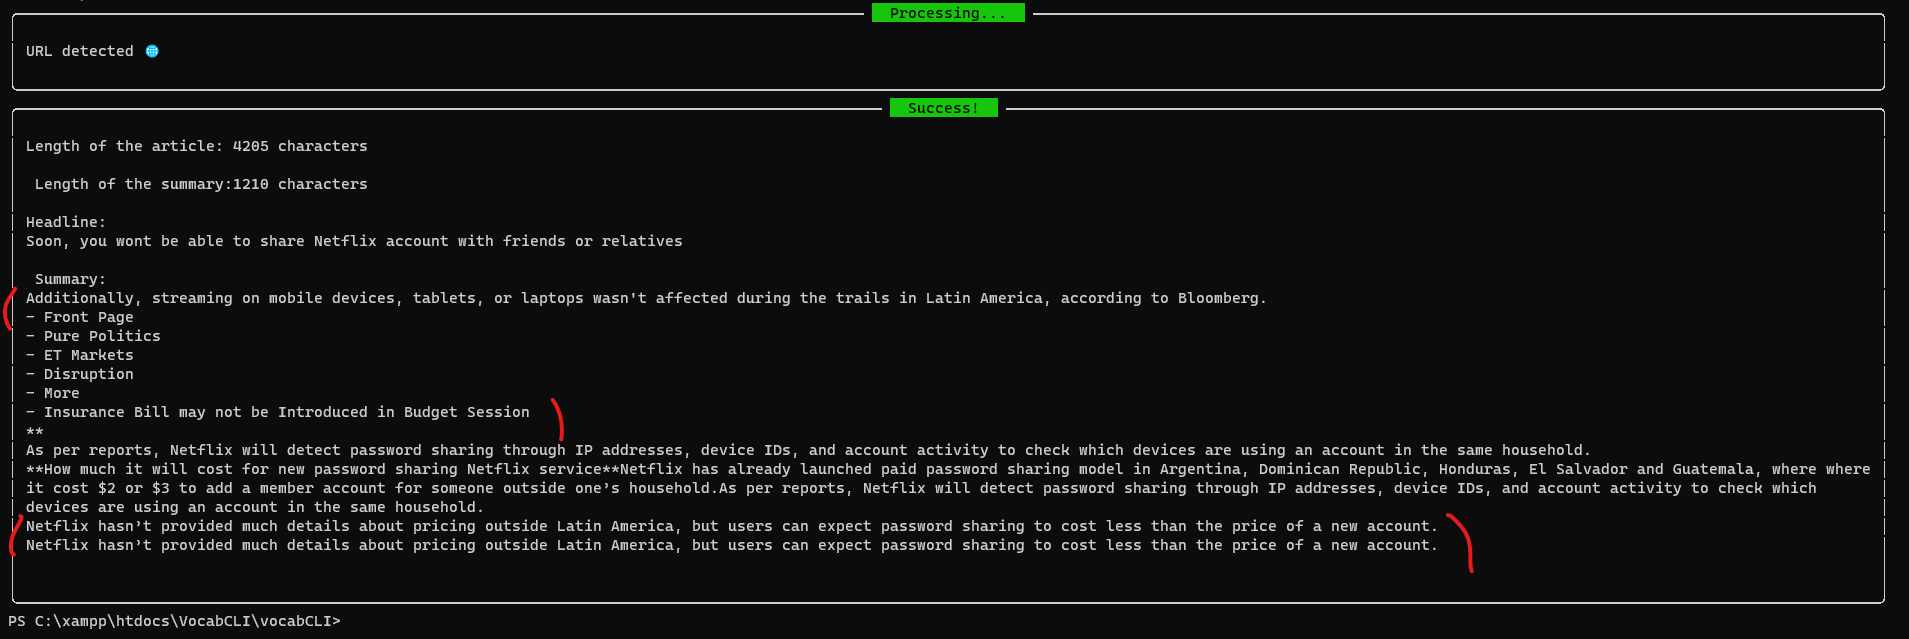 Processing...
URL detected 🌐
Success!
Length of the article: 4205 characters
Length of the summary:1210 characters
Headline:
Soon, you wont be able to share Netflix account with friends or relatives
Summary:
Additionally, streaming on mobile devices, tablets, or laptops wasn't affected during the trails in Latin America, according to Bloomberg.
- Front Page
- Pure Politics
- ET Markets
- Disruption
- More
- Insurance Bill may not be Introduced in Budget Session
**
As per reports, Netflix will detect password sharing through IP addresses, device IDs, and account activity to check which devices are using an account in the same household.
**How much it will cost for new password sharing Netflix service**Netflix has already launched paid password sharing model in Argentina, Dominican Republic, Honduras, El Salvador and Guatemala, where where
it cost $2 or $3 to add a member account for someone outside one’s household.As per reports, Netflix will detect password sharing through IP addresses, device IDs, and account activity to check which
devices are using an account in the same household.
Netflix hasn’t provided much details about pricing outside Latin America, but users can expect password sharing to cost less than the price of a new account.
Netflix hasn’t provided much details about pricing outside Latin America, but users can expect password sharing to cost less than the price of a new account.
PS C:\xampp\htdocs\VocabCLI\vocabCLI>